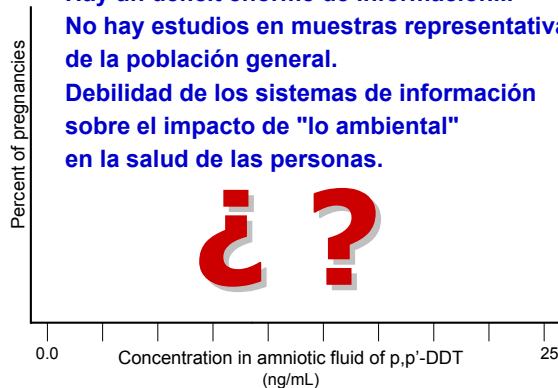 No hay estudios en muestras representativa
de la población general.
Debilidad de los sistemas de información
sobre el impacto de "lo ambiental"
en la salud de las personas.
Percent of pregnancies
¿ ?
0.0
25
Concentration in amniotic fluid of p,p'-DDT
(ng/mL)